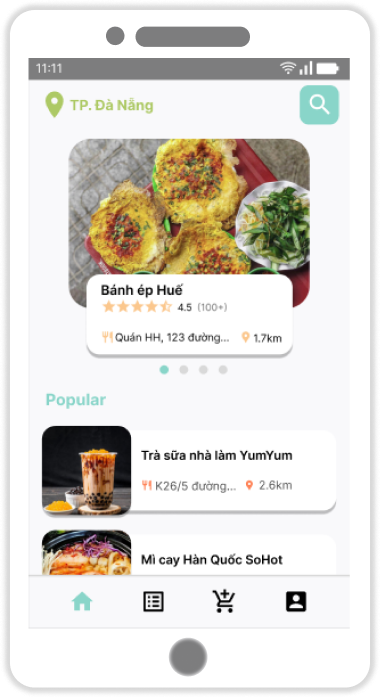 11:11
TP. Đà Nẵng
Bánh ép Huế
4.5 (100+)
Quán HH, 123 đường... 1.7km
Popular
Trà sữa nhà làm YumYum
K26/5 đường... 2.6km
Mì cay Hàn Quốc SoHot